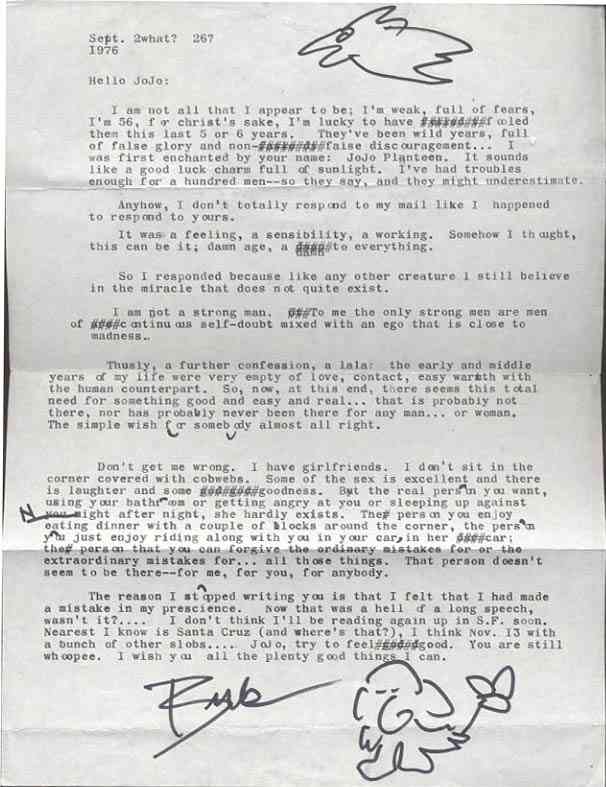 Sept. 2what? 26?
I976
Hello JoJo:
I am not all that I appear to be; I'm weak, full of fears,
I'm 56, for christ's sake, I'm lucky to have fooled
them this last 5 or 6 years. They've been wild years, full
of false glory and non-false discouragement... I
was first enchanted by your name: JoJo Planteen. It sounds
like a good luck charm full of sunlight. I've had troubles
enough for a hundred men--so they say, and they might underestimate.
Anyhow, I don't totally respond to my mail like I happened
to respond to yours.
It was a feeling, a sensibility, a working. Somehow I thought,
this can be it; damn age, a damn to everything.
So I responded because like any other creature I still believe
in the miracle that does not quite exist.
I am not a strong man. To me the only strong men are men
of continuous self-doubt mixed with an ego that is close to
madness..
Thusly, a further confession, a lala: the early and middle
years of my life were very empty of love, contact, easy warmth with
the human counterpart. So, now, at this end, there seems this total
need for something good and easy and real... that is probably not
there, nor has probably never been there for any man... or woman.
The simple wish for somebody almost all right.
Don't get me wrong. I have girlfriends. I don't sit in the
corner covered with cobwebs. Some of the sex is excellent and there
is laughter and some goodness. But the real person you want,
using your bathroom or getting angry at you or sleeping up against
night after night, she hardly exists. The person you enjoy
eating dinner with a couple of blocks around the corner, the person
you just enjoy riding along with you in your car, in her car;
the person that you can forgive the ordinary mistakes for or the
extraordinary mistakes for... all those things. That person doesn't
seem to be there--for me, for you, for anybody.
The reason I stopped writing you is that I felt that I had made
a mistake in my prescience. Now that was a hell of a long speech,
wasn't it?.... I don't think I'll be reading again up in S.F. soon.
Nearest I know is Santa Cruz (and where's that?), I think Nov. I3 with
a bunch of other slobs.... JoJo, try to feel good. You are still
whoopee. I wish you all the plenty good things I can.
Buk